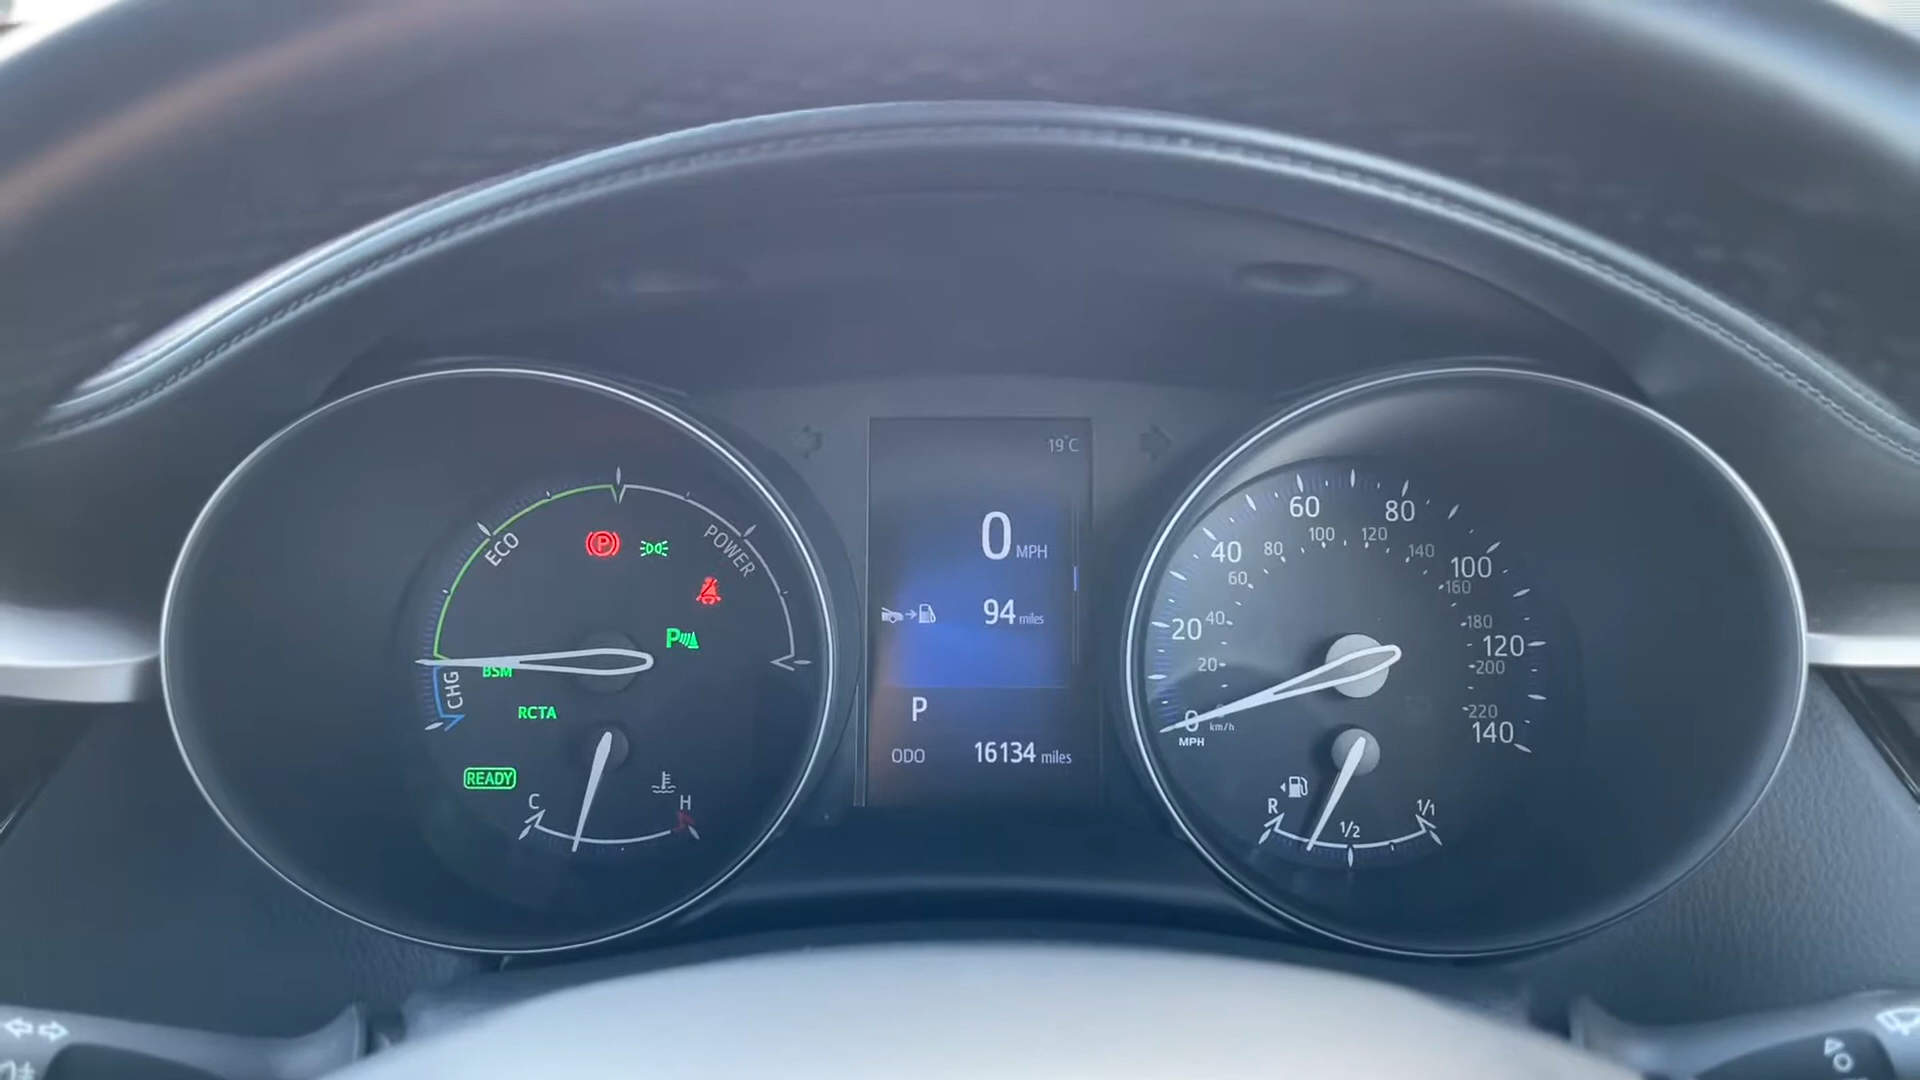 ECO
POWER
CHG
P
P
BSM
RCTA
READY
C
H
19°C
0 MPH
94 miles
P
ODO 16134 miles
0
20
40
60
80
100
120
140
MPH
km/h
20
40
60
80
100
120
140
160
180
200
220
R
1/2
1/1